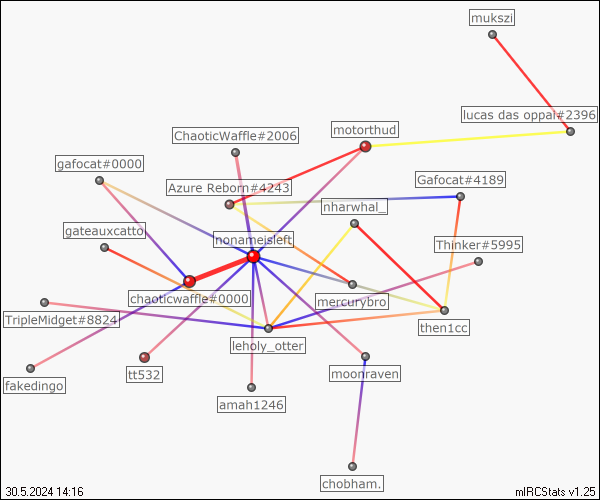 mukszi
lucas das oppai#2396
motorthud
ChaoticWaffle#2006
gafocat#0000
Azure Reborn#4243
Gafocat#4189
nharwhal_
gateauxcatto
nonameisleft
Thinker#5995
chaoticwaffle#0000
mercurybro
TripleMidget#8824
then1cc
leholy_otter
fakedingo
tt532
moonraven
amah1246
chobham.
30.5.2024 14:16
mIRCStats v1.25